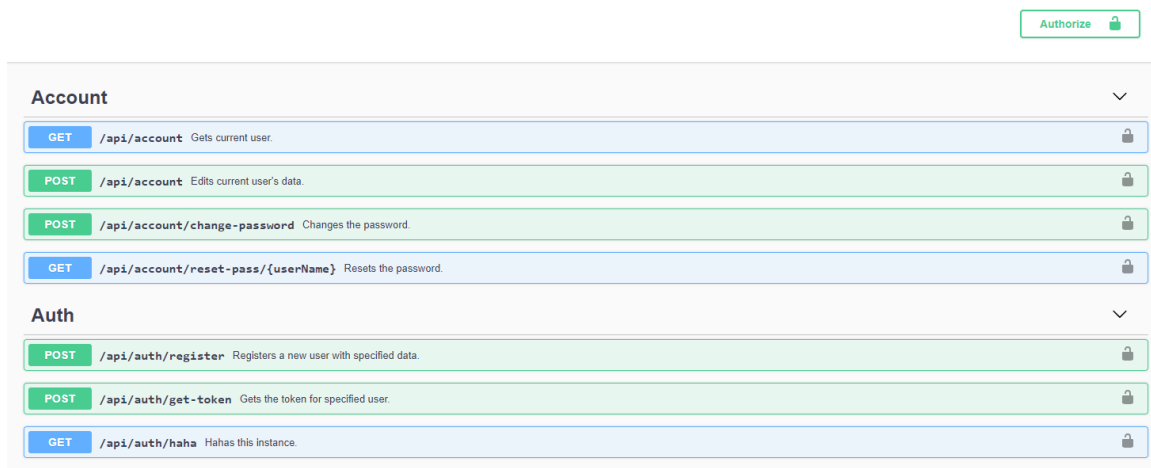 Authorize
Account
GET /api/account Gets current user.
POST /api/account Edits current user's data.
POST /api/account/change-password Changes the password.
GET /api/account/reset-pass/{userName} Resets the password.
Auth
POST /api/auth/register Registers a new user with specified data.
POST /api/auth/get-token Gets the token for specified user.
GET /api/auth/haha Hahas this instance.